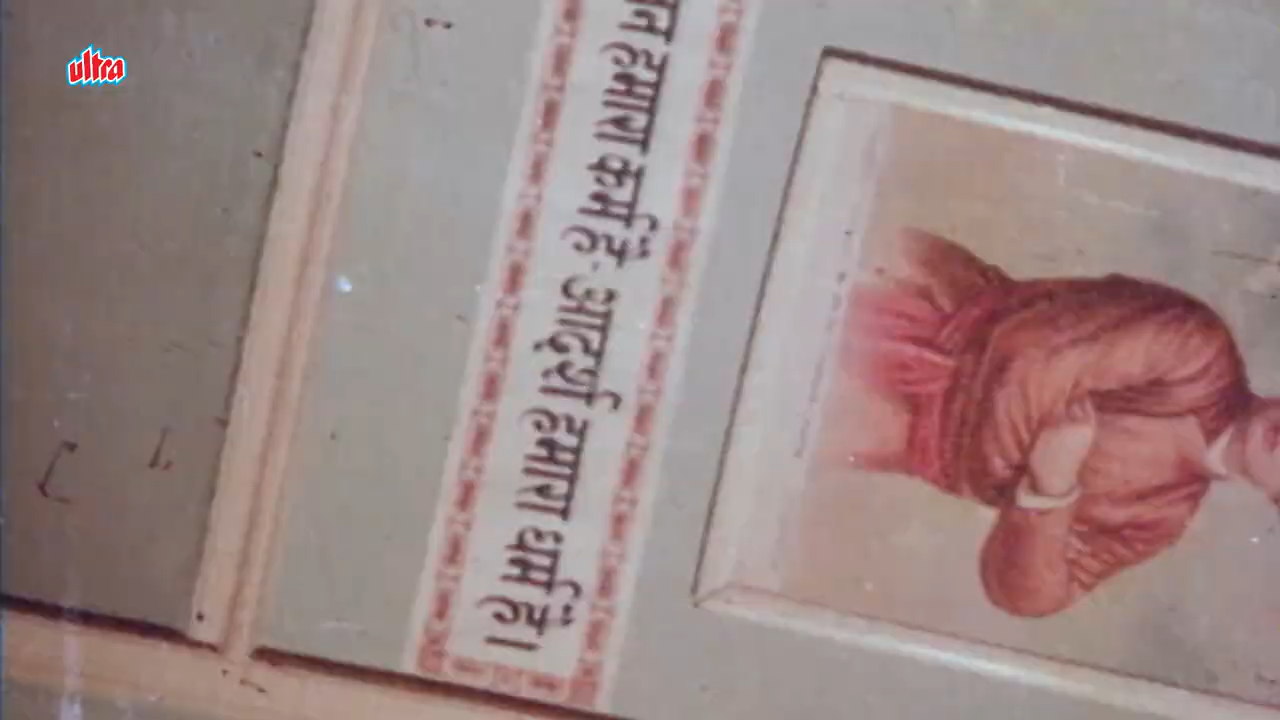 ultra
हमारा कर्म है-आदर्श हमारा धर्म है।